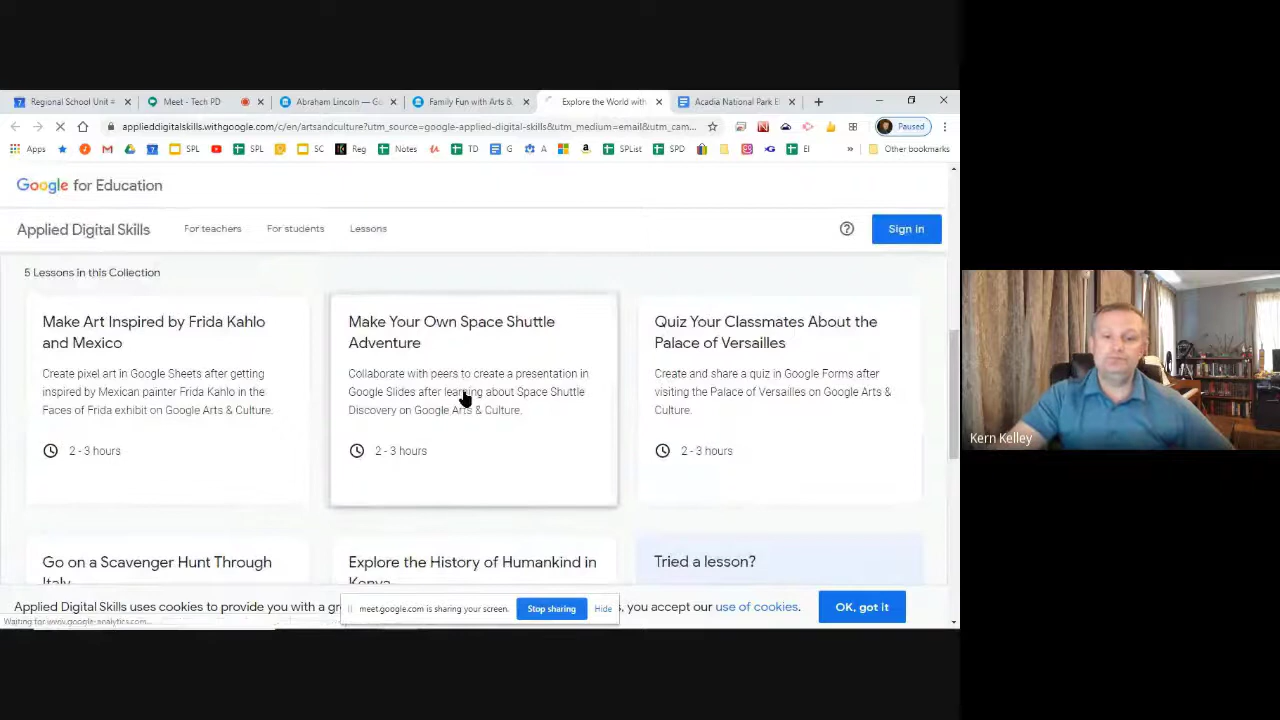 Regional School Unit
Meet - Tech PD
Abraham Lincoln — Go
Family Fun with Arts &
Explore the World with
Acadia National Park E
applieddigitalskills.withgoogle.com/c/en/artsandculture?utm_source=google-applied-digital-skills&utm_medium=email&utm_cam...
Paused
Apps
SPL
SPL
SC
Reg
Notes
TD
G
A
SPList
SPD
G
EI
»
Other bookmarks
Google for Education
Applied Digital Skills
For teachers
For students
Lessons
Sign in
5 Lessons in this Collection
Make Art Inspired by Frida Kahlo
and Mexico
Create pixel art in Google Sheets after getting
inspired by Mexican painter Frida Kahlo in the
Faces of Frida exhibit on Google Arts & Culture.
2 - 3 hours
Make Your Own Space Shuttle
Adventure
Collaborate with peers to create a presentation in
Google Slides after learning about Space Shuttle
Discovery on Google Arts & Culture.
2 - 3 hours
Quiz Your Classmates About the
Palace of Versailles
Create and share a quiz in Google Forms after
visiting the Palace of Versailles on Google Arts &
Culture.
2 - 3 hours
Go on a Scavenger Hunt Through
Italy
Explore the History of Humankind in
Kenya
Tried a lesson?
Applied Digital Skills uses cookies to provide you with a gr
meet.google.com is sharing your screen.
Stop sharing
Hide
, you accept our use of cookies.
OK, got it
Waiting for www.google-analytics.com...
Kern Kelley